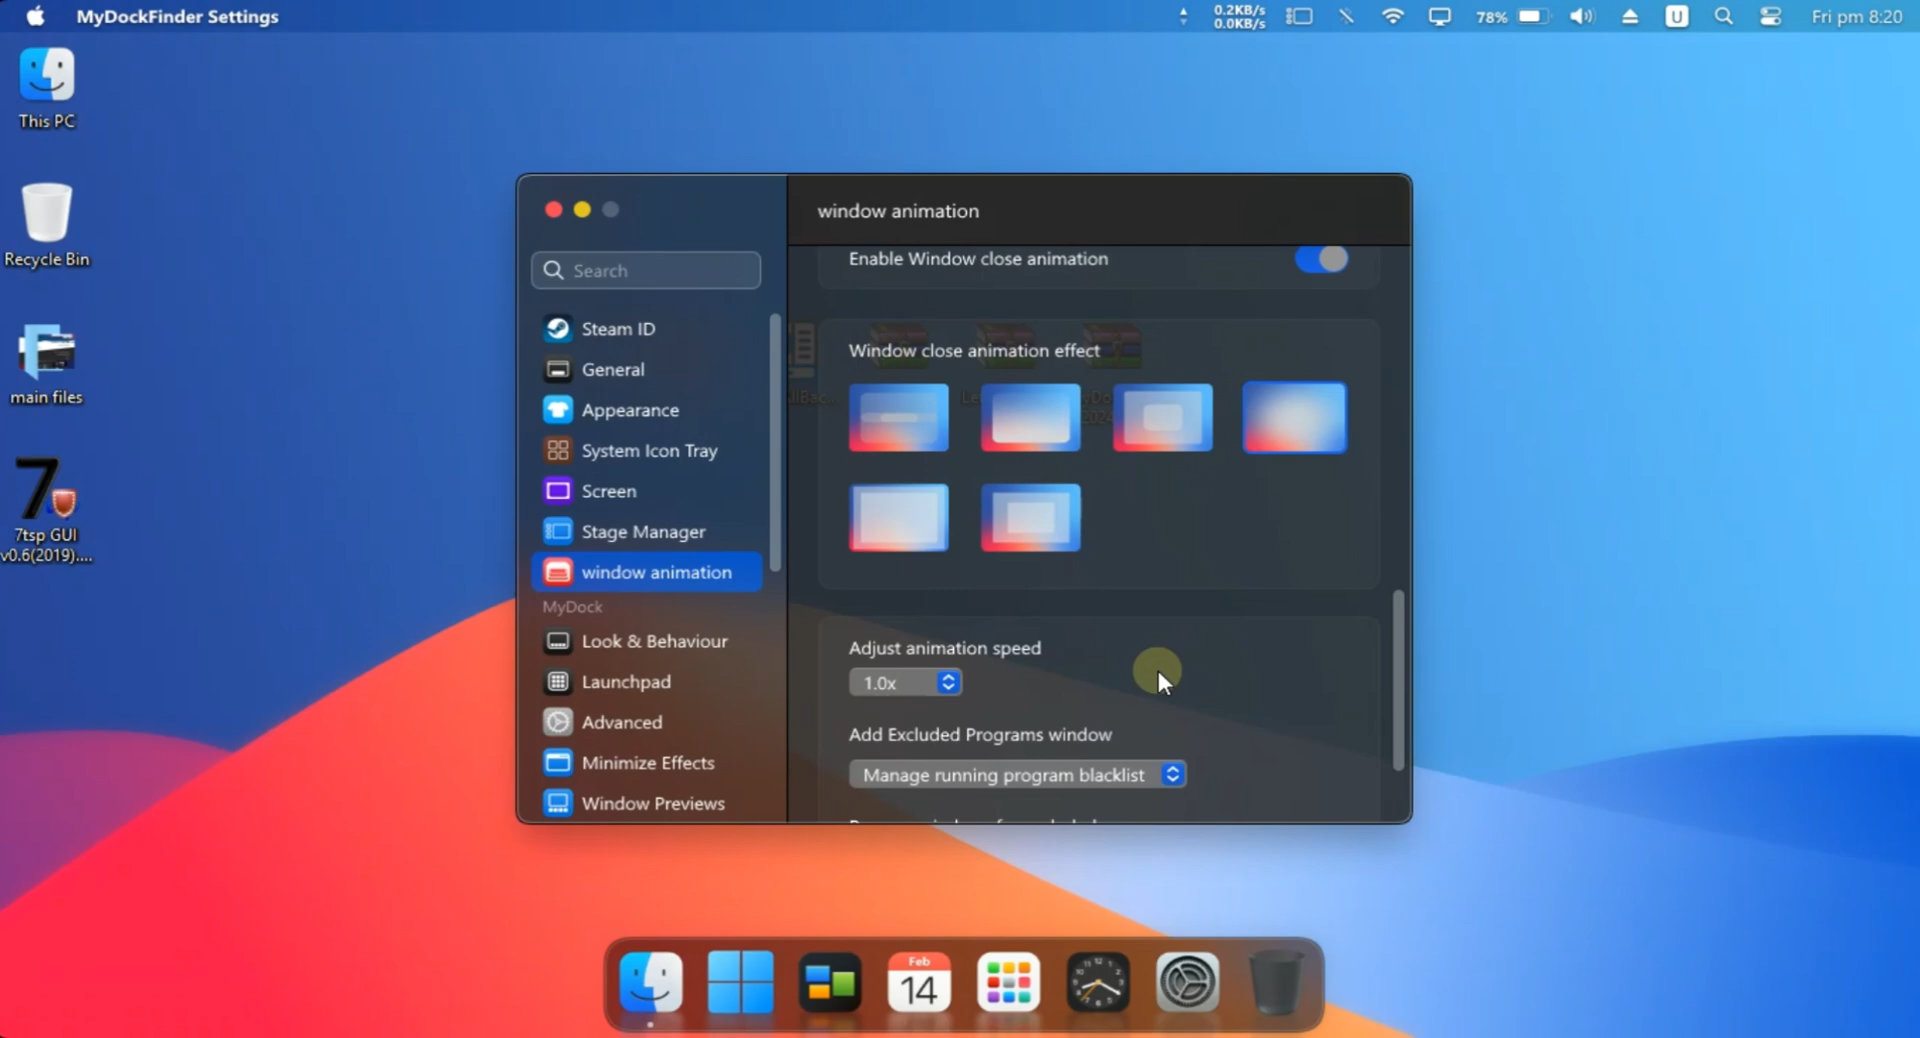 MyDockFinder Settings
0.2KB/s
0.0KB/s
78%
U
Fri pm 8:20
This PC
Recycle Bin
main files
7tsp GUI
v0.6(2019)....
Search
Steam ID
General
Appearance
System Icon Tray
Screen
Stage Manager
window animation
MyDock
Look & Behaviour
Launchpad
Advanced
Minimize Effects
Window Previews
window animation
Enable Window close animation
Window close animation effect
Adjust animation speed
1.0x
Add Excluded Programs window
Manage running program blacklist
Feb
14